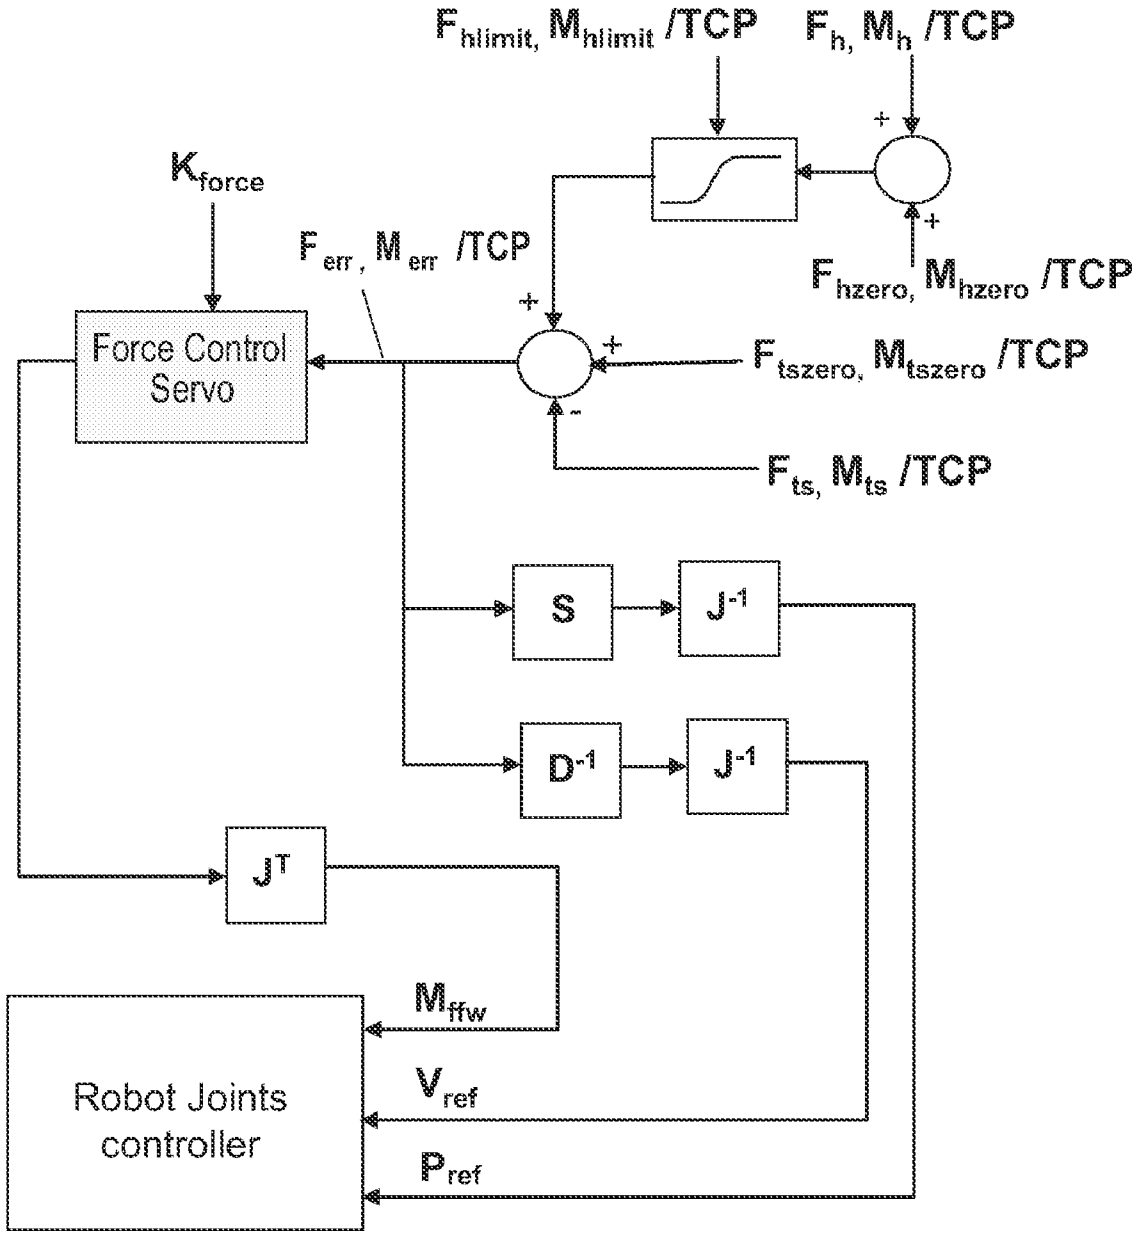 F_hlimit, M_hlimit /TCP
F_h, M_h /TCP
+
K_force
+
F_hzero, M_hzero /TCP
F_err, M_err /TCP
+
+
Force Control
Servo
F_tszero, M_tszero /TCP
-
F_ts, M_ts /TCP
S
J^-1
D^-1
J^-1
J^T
M_ffw
Robot Joints
controller
V_ref
P_ref